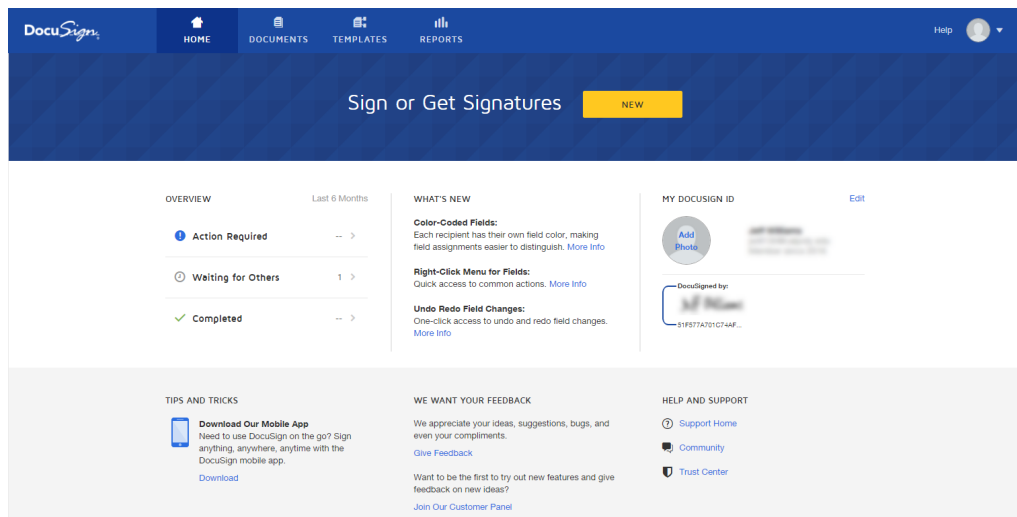 DocuSign
HOME
DOCUMENTS
TEMPLATES
REPORTS
Help
Sign or Get Signatures
NEW
OVERVIEW
Last 6 Months
Action Required -- >
Waiting for Others 1 >
Completed -- >
WHAT'S NEW
Color-Coded Fields:
Each recipient has their own field color, making
field assignments easier to distinguish. More Info
Right-Click Menu for Fields:
Quick access to common actions. More Info
Undo Redo Field Changes:
One-click access to undo and redo field changes.
More Info
MY DOCUSIGN ID
Edit
Add
Photo
DocuSigned by:
51F577A701C74AF...
TIPS AND TRICKS
Download Our Mobile App
Need to use DocuSign on the go? Sign
anything, anywhere, anytime with the
DocuSign mobile app.
Download
WE WANT YOUR FEEDBACK
We appreciate your ideas, suggestions, bugs, and
even your compliments.
Give Feedback
Want to be the first to try out new features and give
feedback on new ideas?
Join Our Customer Panel
HELP AND SUPPORT
Support Home
Community
Trust Center